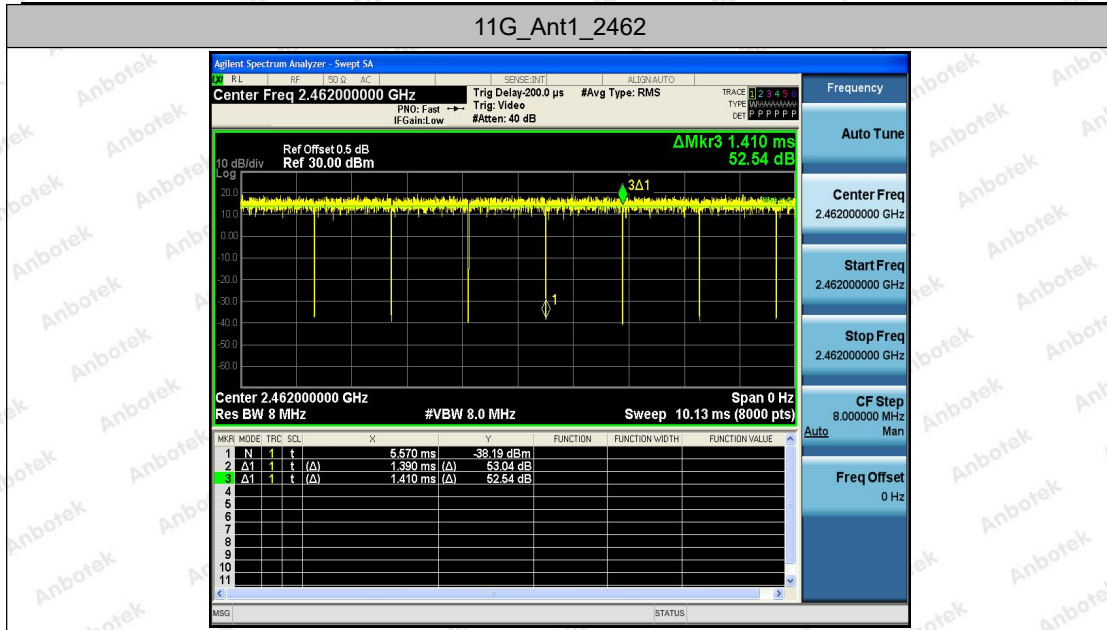 11G_Ant1_2462
Agilent Spectrum Analyzer - Swept SA
RL RF 50 Ω AC SENSE:INT ALIGNAUTO
Center Freq 2.462000000 GHz
PNO: Fast
IFGain:Low
Trig Delay-200.0 µs
Trig: Video
#Atten: 40 dB
#Avg Type: RMS
TRACE 1 2 3 4 5 6
TYPE
DET P P P P P P
ΔMkr3 1.410 ms
52.54 dB
Ref Offset 0.5 dB
10 dB/div Ref 30.00 dBm
Log
20.0
10.0
0.00
-10.0
-20.0
-30.0
-40.0
-50.0
-60.0
3Δ1
1
Center 2.462000000 GHz Span 0 Hz
Res BW 8 MHz #VBW 8.0 MHz Sweep 10.13 ms (8000 pts)
MKR MODE TRC SCL X Y FUNCTION FUNCTION WIDTH FUNCTION VALUE
1 N 1 t 5.570 ms -38.19 dBm
2 Δ1 1 t (Δ) 1.390 ms (Δ) 53.04 dB
3 Δ1 1 t (Δ) 1.410 ms (Δ) 52.54 dB
4
5
6
7
8
9
10
11
MSG STATUS
Frequency
Auto Tune
Center Freq
2.462000000 GHz
Start Freq
2.462000000 GHz
Stop Freq
2.462000000 GHz
CF Step
8.000000 MHz
Auto Man
Freq Offset
0 Hz
Anbotek